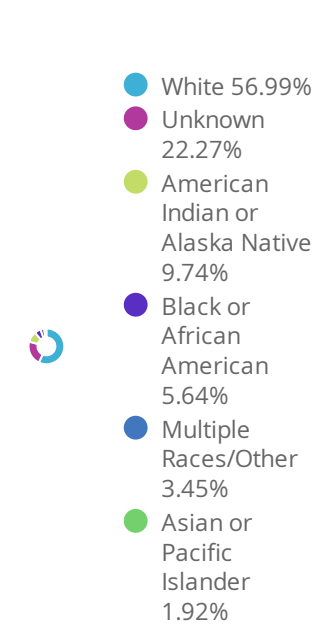 White 56.99%
Unknown
22.27%
American
Indian or
Alaska Native
9.74%
Black or
African
American
5.64%
Multiple
Races/Other
3.45%
Asian or
Pacific
Islander
1.92%